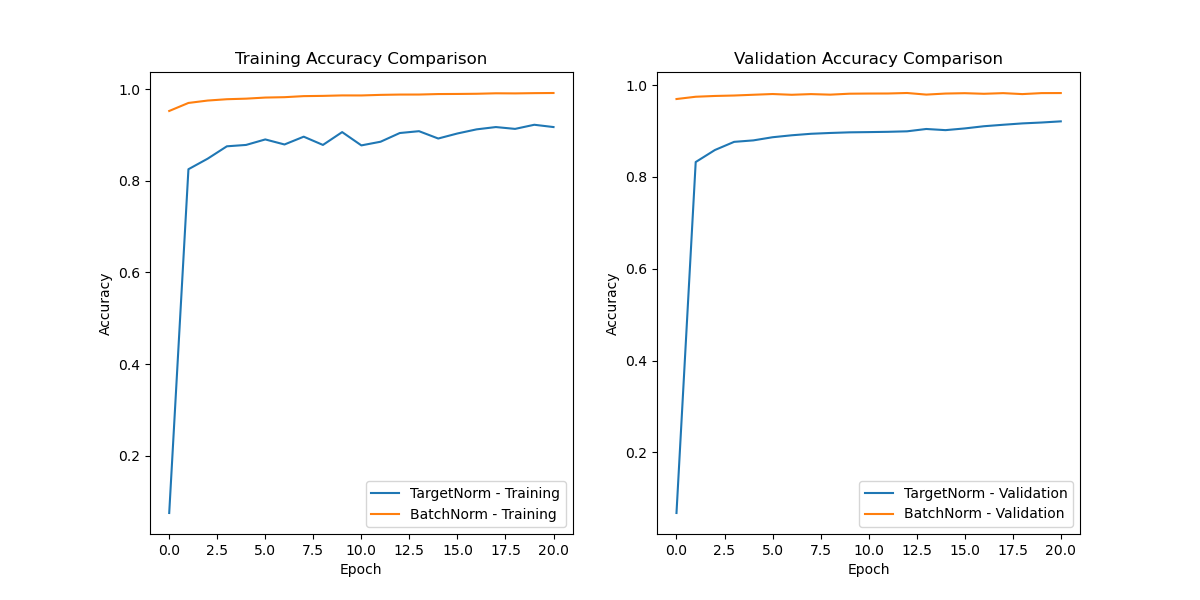 Training Accuracy Comparison
1.0
0.8
0.6
0.4
0.2
Accuracy
TargetNorm - Training
BatchNorm - Training
0.0 2.5 5.0 7.5 10.0 12.5 15.0 17.5 20.0
Epoch
Validation Accuracy Comparison
1.0
0.8
0.6
0.4
0.2
Accuracy
TargetNorm - Validation
BatchNorm - Validation
0.0 2.5 5.0 7.5 10.0 12.5 15.0 17.5 20.0
Epoch